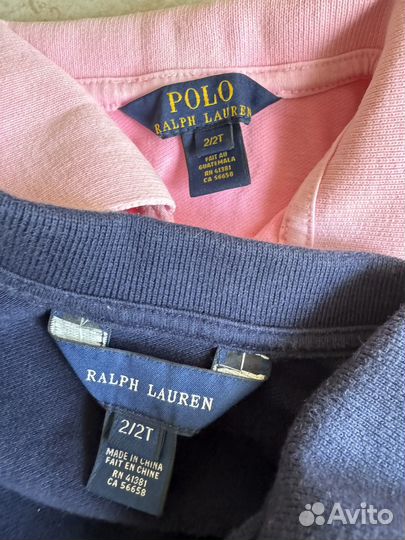 POLO
RALPH LAUREN
2/2T
FAIT AU
GUATEMALA
RN 41381
CA 56658
RALPH LAUREN
2/2T
MADE IN CHINA
FAIT EN CHINE
RN 41381
CA 56658
Avito